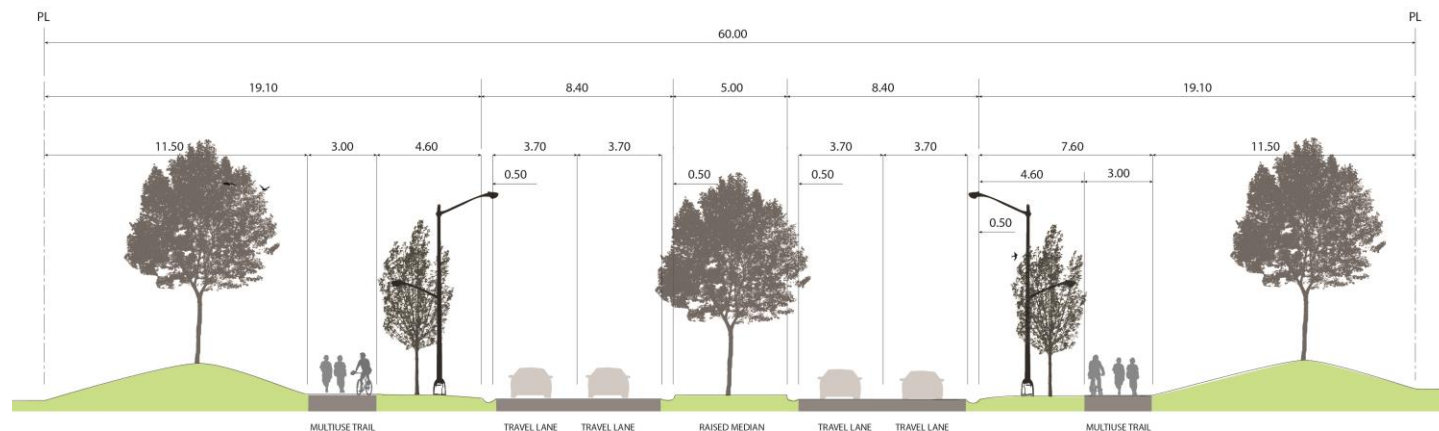 PL PL
60.00
19.10 8.40 5.00 8.40 19.10
11.50 3.00 4.60 3.70 3.70 3.70 3.70 7.60 11.50
0.50 0.50 0.50 4.60 3.00
0.50
MULTIUSE TRAIL TRAVEL LANE TRAVEL LANE RAISED MEDIAN TRAVEL LANE TRAVEL LANE MULTIUSE TRAIL